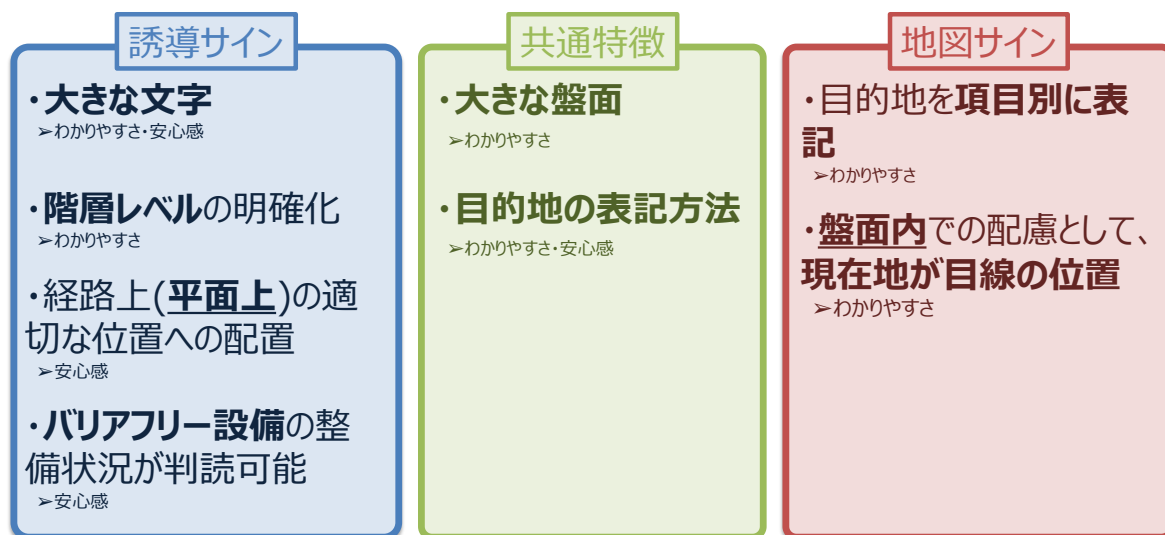 誘導サイン
・大きな文字
➢わかりやすさ・安心感
・階層レベルの明確化
➢わかりやすさ
・経路上(平面上)の適
切な位置への配置
➢安心感
・バリアフリー設備の整
備状況が判読可能
➢安心感
共通特徴
・大きな盤面
➢わかりやすさ
・目的地の表記方法
➢わかりやすさ・安心感
地図サイン
・目的地を項目別に表
記
➢わかりやすさ
・盤面内での配慮として、
現在地が目線の位置
➢わかりやすさ